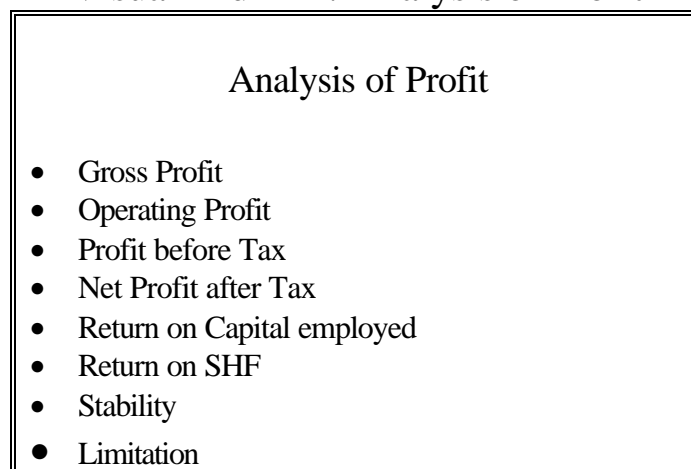 Analysis of Profit
• Gross Profit
• Operating Profit
• Profit before Tax
• Net Profit after Tax
• Return on Capital employed
• Return on SHF
• Stability
• Limitation